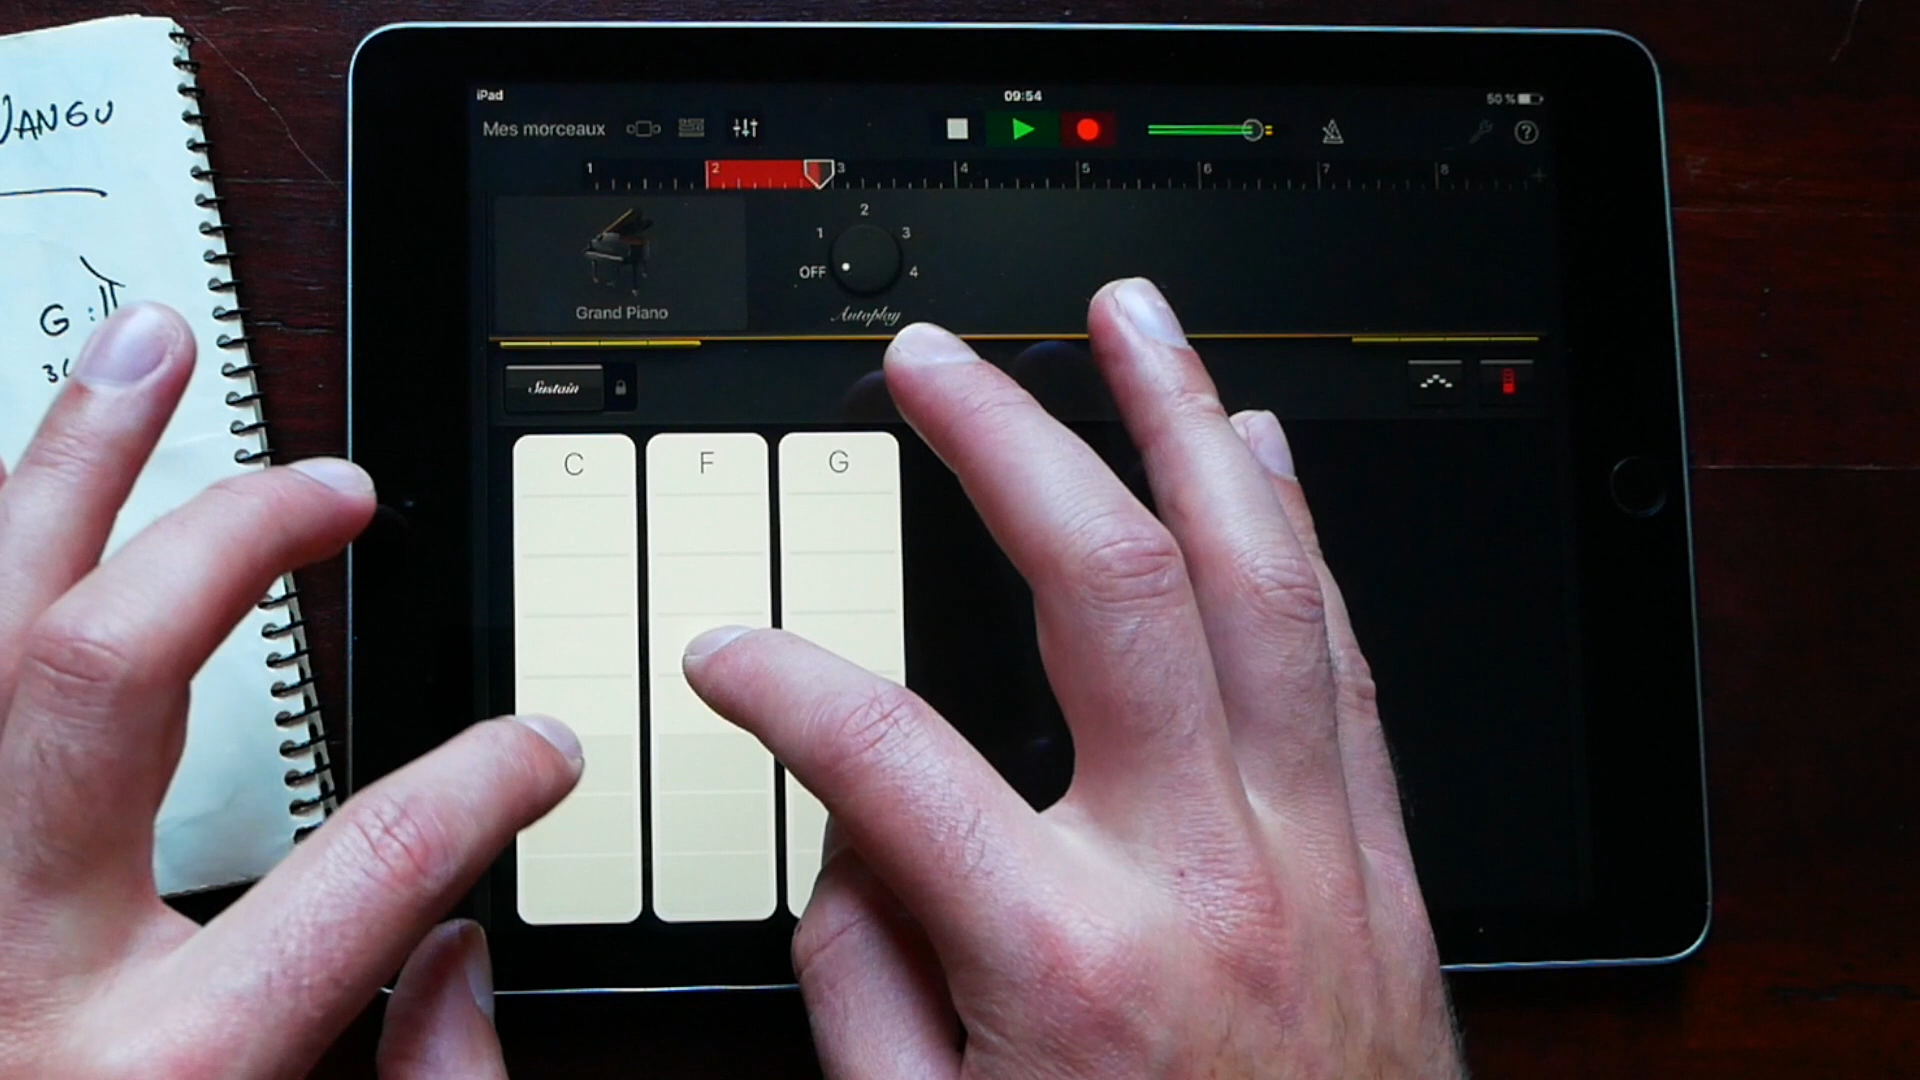 iPad
09:54
50 %
Mes morceaux
1 2 3 4 5 6 7 8
Grand Piano
OFF 1 2 3 4
Autoplay
Sustain
C F G
G :